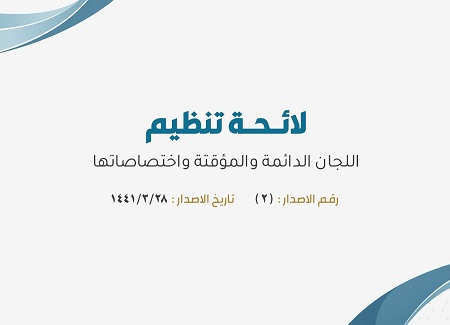 لائحة تنظيم
اللجان الدائمة والمؤقتة واختصاصاتها
رقم الاصدار : (٢) تاريخ الاصدار : ١٤٤١/٣/٢٨